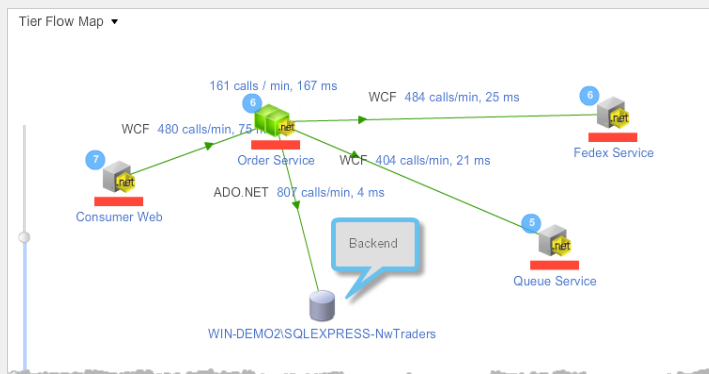 Tier Flow Map
161 calls / min, 167 ms
6
WCF 484 calls/min, 25 ms
6
WCF 480 calls/min, 75
.net
.net
Order Service
Fedex Service
7
WCF 404 calls/min, 21 ms
.net
ADO.NET 807 calls/min, 4 ms
Consumer Web
5
Backend
.net
Queue Service
WIN-DEMO2\SQLEXPRESS-NwTraders